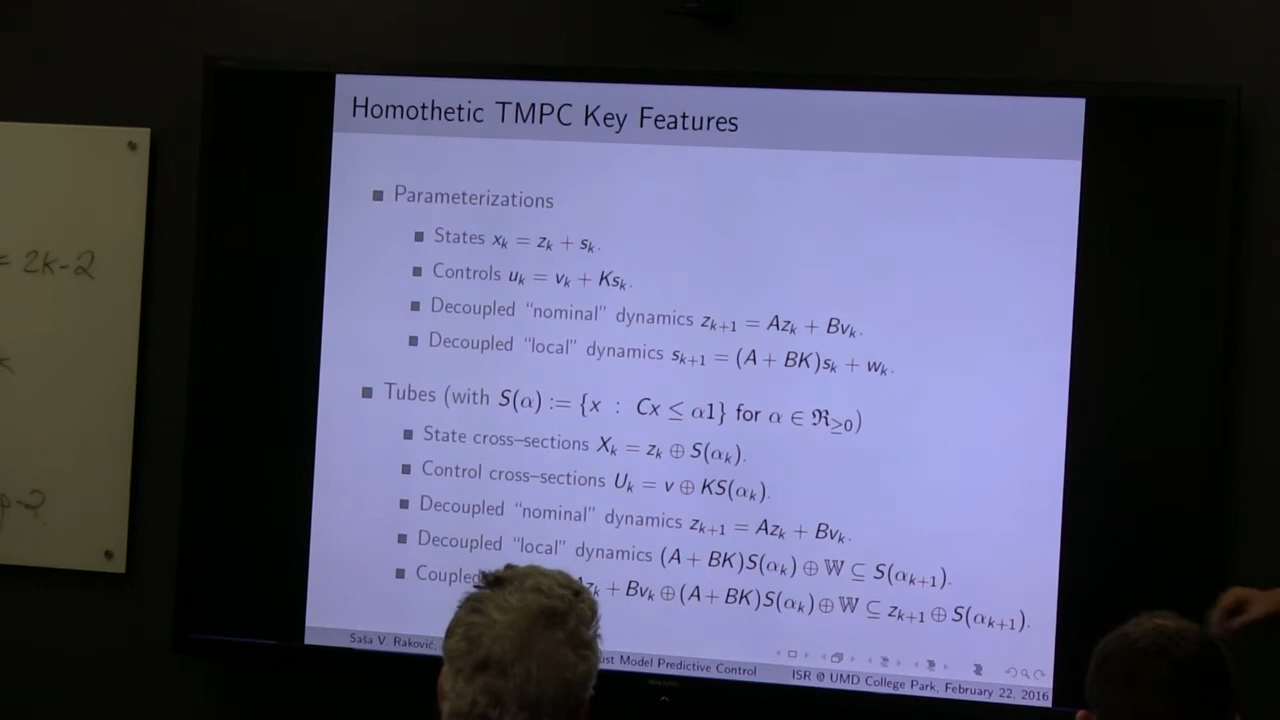 Homothetic TMPC Key Features
Parameterizations
States xₖ = zₖ + sₖ.
Controls uₖ = vₖ + Ksₖ.
Decoupled “nominal” dynamics zₖ₊₁ = Azₖ + Bvₖ.
Decoupled “local” dynamics sₖ₊₁ = (A + BK)sₖ + wₖ.
Tubes (with S(α) := {x : Cx ≤ α1} for α ∈ ℜ≥0)
State cross–sections Xₖ = zₖ ⊕ S(αₖ).
Control cross–sections Uₖ = v ⊕ KS(αₖ).
Decoupled “nominal” dynamics zₖ₊₁ = Azₖ + Bvₖ.
Decoupled “local” dynamics (A + BK)S(αₖ) ⊕ 𝕎 ⊆ S(αₖ₊₁).
Coupled Azₖ + Bvₖ ⊕ (A + BK)S(αₖ) ⊕ 𝕎 ⊆ zₖ₊₁ ⊕ S(αₖ₊₁).
Saša V. Raković, Model Predictive Control ISR @ UMD College Park, February 22, 2016
= 2K-2